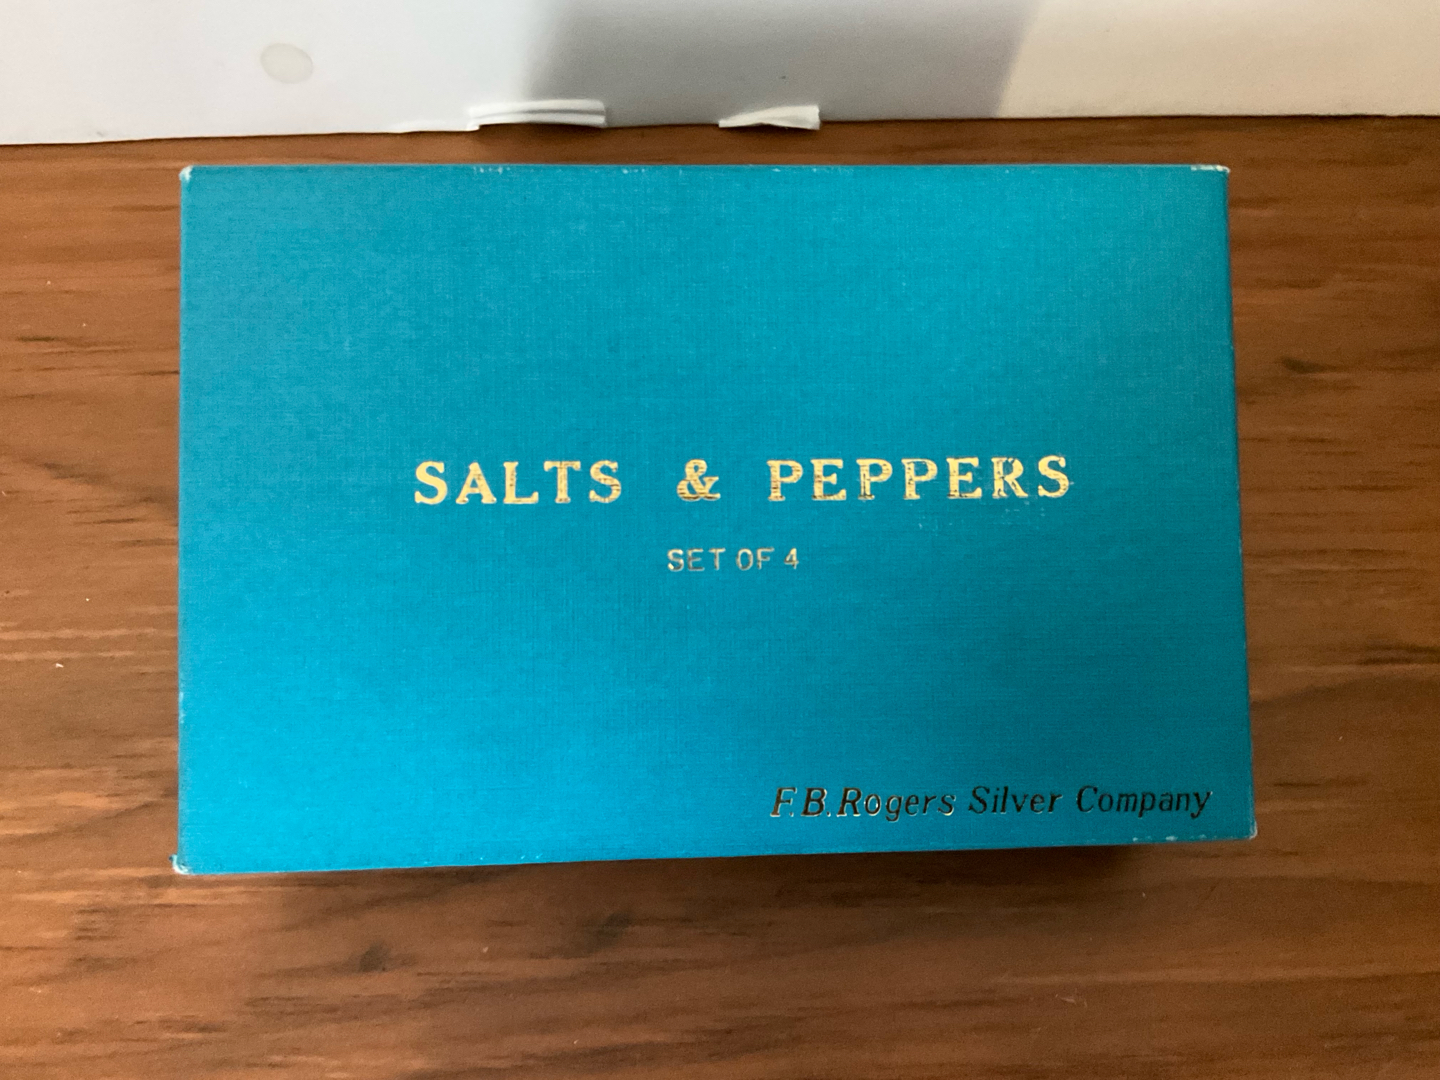 SALTS & PEPPERS
SET OF 4
F.B. Rogers Silver Company